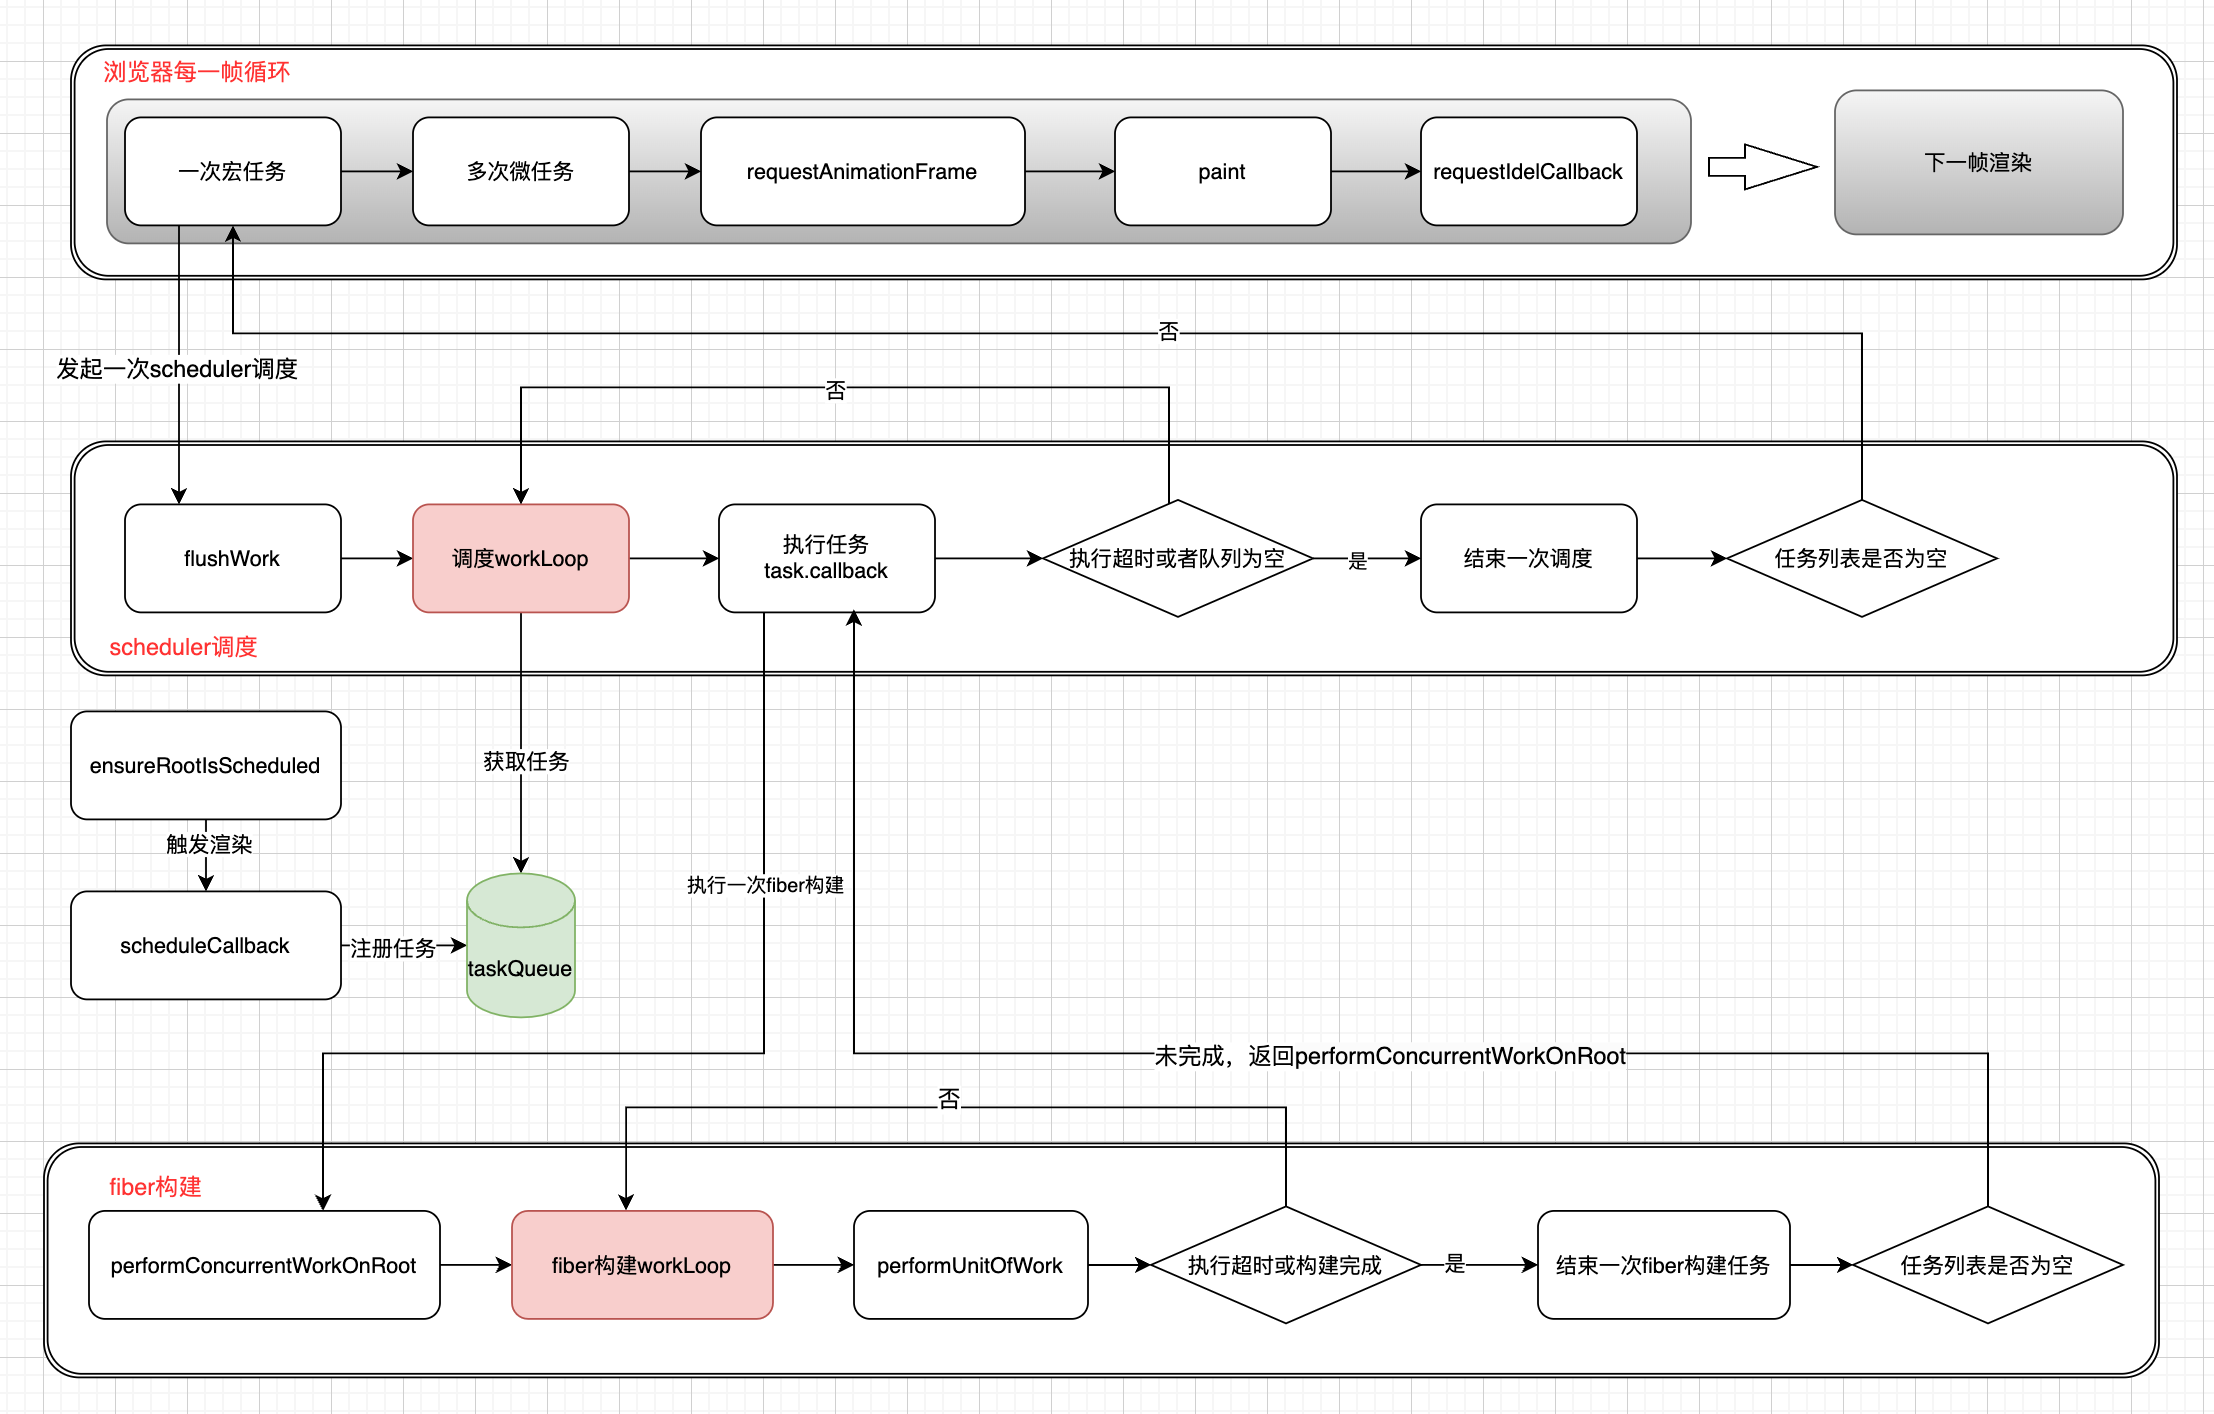 浏览器每一帧循环
一次宏任务
多次微任务
requestAnimationFrame
paint
requestIdelCallback
下一帧渲染
否
发起一次scheduler调度
否
flushWork
调度workLoop
执行任务
task.callback
执行超时或者队列为空
是
结束一次调度
任务列表是否为空
scheduler调度
ensureRootIsScheduled
获取任务
触发渲染
执行一次fiber构建
scheduleCallback
注册任务
taskQueue
未完成，返回performConcurrentWorkOnRoot
否
fiber构建
performConcurrentWorkOnRoot
fiber构建workLoop
performUnitOfWork
执行超时或构建完成
是
结束一次fiber构建任务
任务列表是否为空